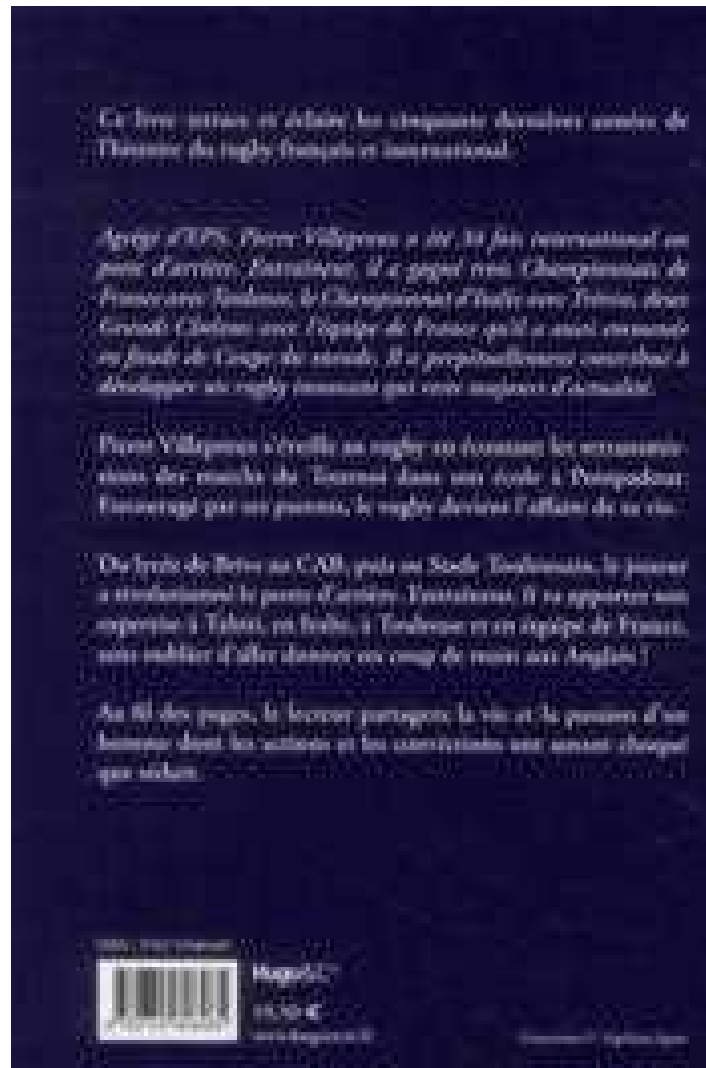 Ce livre retrace et éclaire les cinquante dernières années de
l'histoire du rugby français et international.
Agrégé d'EPS, Pierre Villepreux a été 34 fois international au
poste d'arrière. Entraîneur, il a gagné trois Championnats de
France avec Toulouse, le Championnat d'Italie avec Trévise, deux
Grands Chelems avec l'équipe de France qu'il a aussi emmenée
en finale de Coupe du monde. Il a perpétuellement contribué à
développer un rugby innovant qui reste toujours d'actualité.
Pierre Villepreux s'éveille au rugby en écoutant les retransmis-
sions des matchs du Tournoi dans son école à Pompadour.
Encouragé par ses parents, le rugby devient l'affaire de sa vie.
Du lycée de Brive au CAB, puis au Stade Toulousain, le joueur
a révolutionné le poste d'arrière. Entraîneur, il va apporter son
expertise à Tahiti, en Italie, à Toulouse et en équipe de France,
sans oublier d'aller donner un coup de main aux Anglais !
Au fil des pages, le lecteur partagera la vie et la passion d'un
homme dont les actions et les convictions ont autant choqué
que séduit.
Hugo&Cie